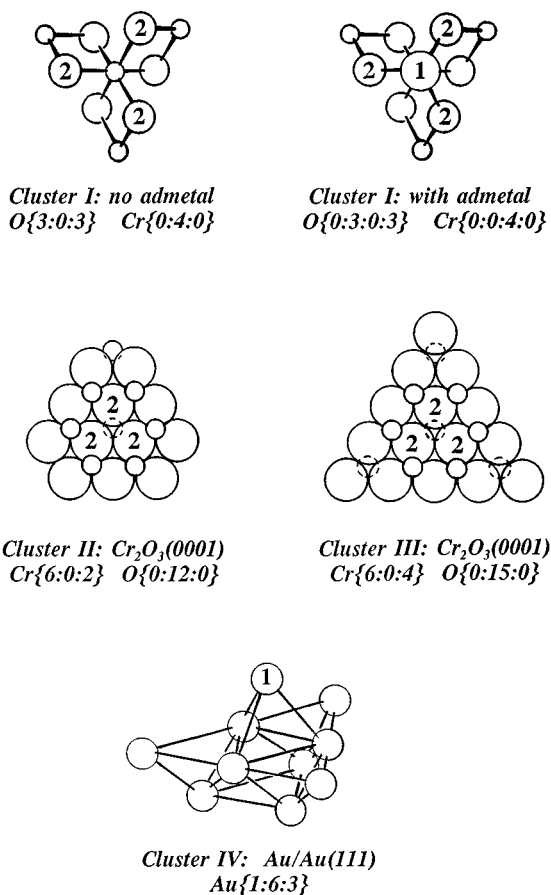 2 2 2
2 1 2 2
Cluster I: no admetal
O{3:0:3} Cr{0:4:0}
Cluster I: with admetal
O{0:3:0:3} Cr{0:0:4:0}
2
2 2
2
2 2
Cluster II: Cr₂O₃(0001)
Cr{6:0:2} O{0:12:0}
Cluster III: Cr₂O₃(0001)
Cr{6:0:4} O{0:15:0}
1
Cluster IV: Au/Au(111)
Au{1:6:3}